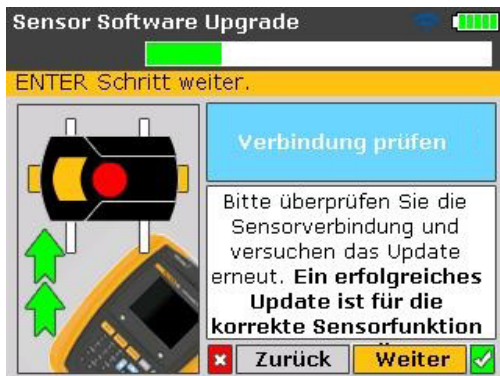 Sensor Software Upgrade
ENTER Schritt weiter.
Verbindung prüfen
Bitte überprüfen Sie die
Sensorverbindung und
versuchen das Update
erneut. Ein erfolgreiches
Update ist für die
korrekte Sensorfunktion
Zurück
Weiter